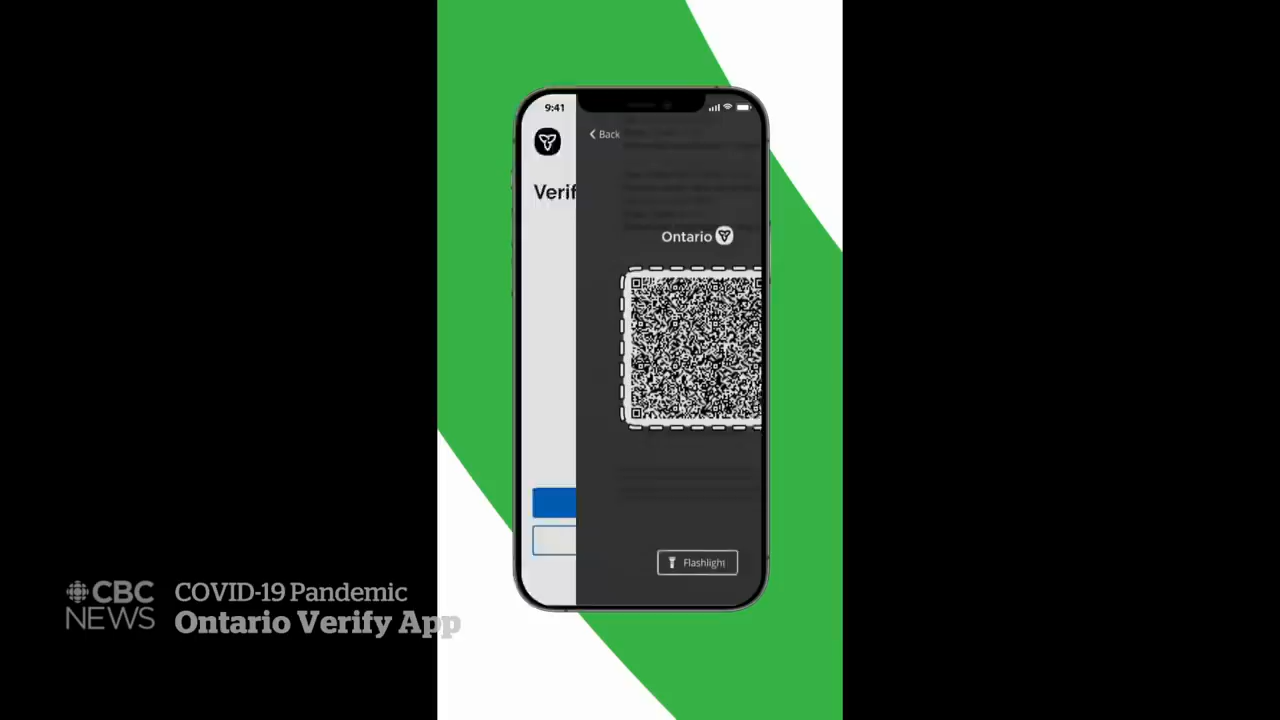 9:41
Back
Verif
Ontario
Flashlight
CBC
NEWS
COVID-19 Pandemic
Ontario Verify App